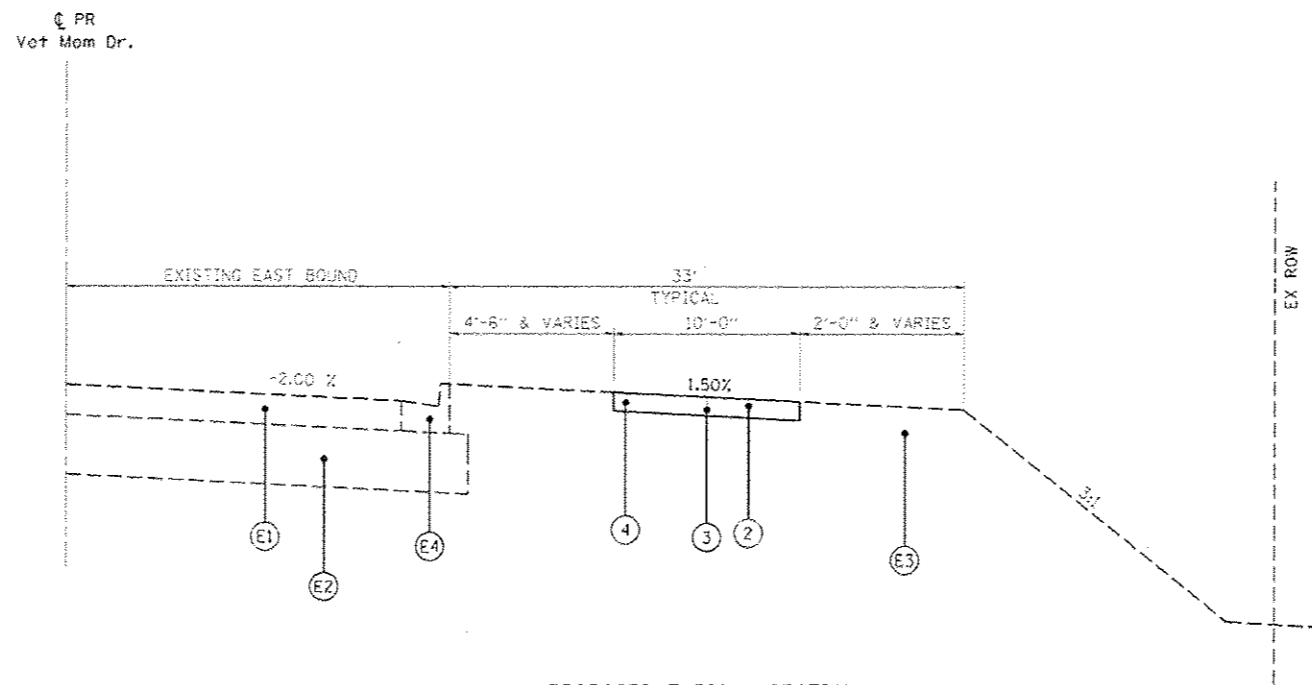 ℄ PR
Vet Mem Dr.
EXISTING EAST BOUND
33'
TYPICAL
4'-6" & VARIES
10'-0"
2'-0" & VARIES
EX ROW
-2.00 %
1.50%
3:1
E1
E2
E4
4
3
2
E3